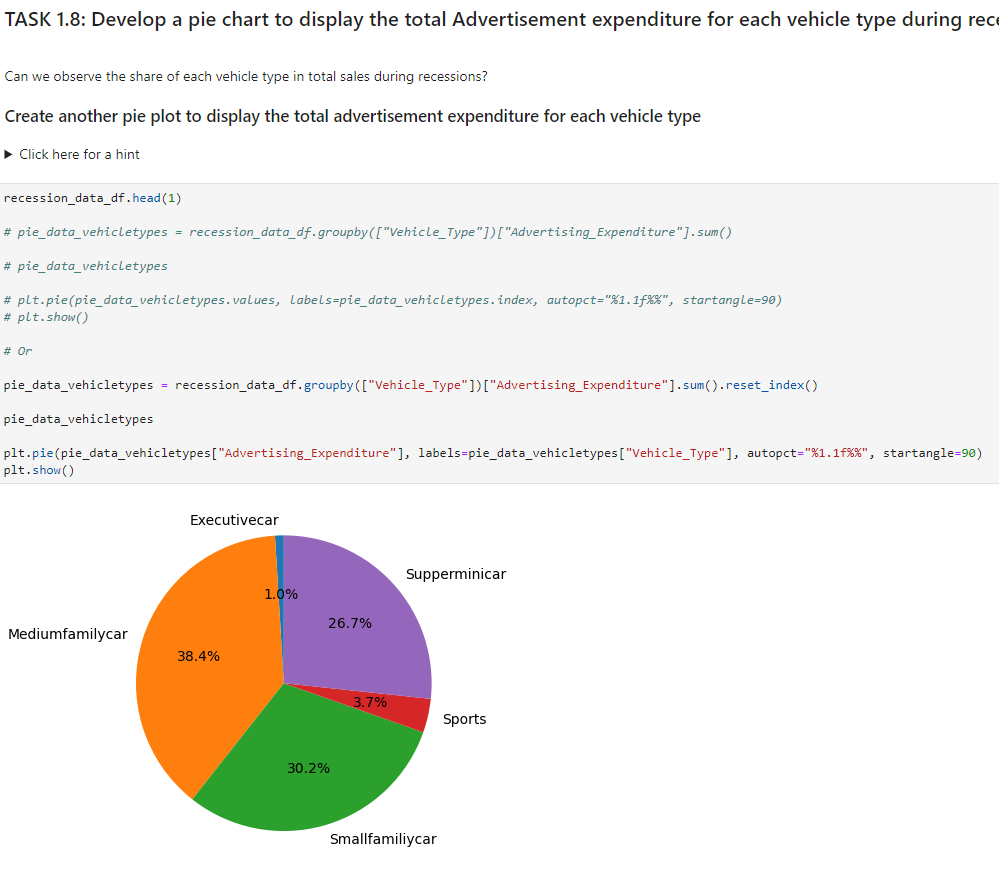 TASK 1.8: Develop a pie chart to display the total Advertisement expenditure for each vehicle type during rec
Can we observe the share of each vehicle type in total sales during recessions?
Create another pie plot to display the total advertisement expenditure for each vehicle type
Click here for a hint
recession_data_df.head(1)
# pie_data_vehicletypes = recession_data_df.groupby(["Vehicle_Type"])["Advertising_Expenditure"].sum()
# pie_data_vehicletypes
# plt.pie(pie_data_vehicletypes.values, labels=pie_data_vehicletypes.index, autopct="%1.1f%%", startangle=90)
# plt.show()
# Or
pie_data_vehicletypes = recession_data_df.groupby(["Vehicle_Type"])["Advertising_Expenditure"].sum().reset_index()
pie_data_vehicletypes
plt.pie(pie_data_vehicletypes["Advertising_Expenditure"], labels=pie_data_vehicletypes["Vehicle_Type"], autopct="%1.1f%%", startangle=90)
plt.show()
Executivecar
Supperminicar
1.0%
26.7%
Mediumfamilycar
38.4%
3.7%
Sports
30.2%
Smallfamiliycar